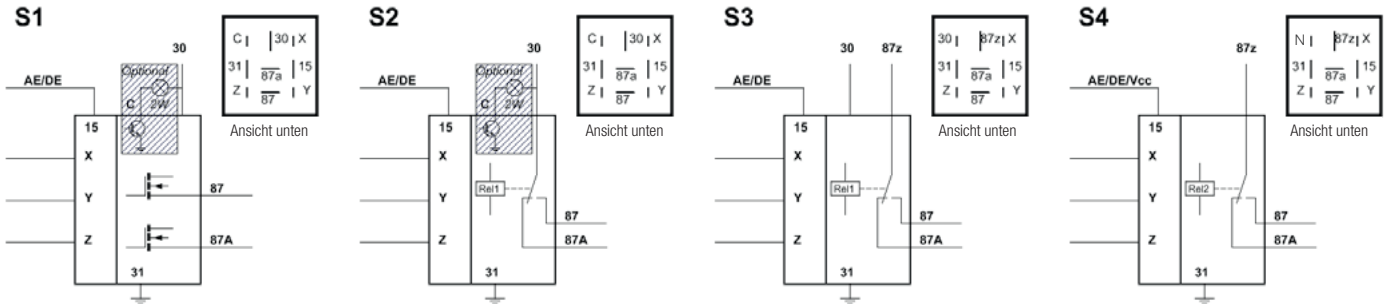 S1
AE/DE
30
Optional
C
2W
15
X
Y
Z
87
87A
31
C 30 X
31 87a 15
Z 87 Y
Ansicht unten
S2
AE/DE
30
Optional
C
2W
15
X
Y
Z
Rel1
87
87A
31
C 30 X
31 87a 15
Z 87 Y
Ansicht unten
S3
AE/DE
30 87z
15
X
Y
Z
Rel1
87
87A
31
30 87z X
31 87a 15
Z 87 Y
Ansicht unten
S4
AE/DE/Vcc
87z
15
X
Y
Z
Rel2
87
87A
31
N 87z X
31 87a 15
Z 87 Y
Ansicht unten